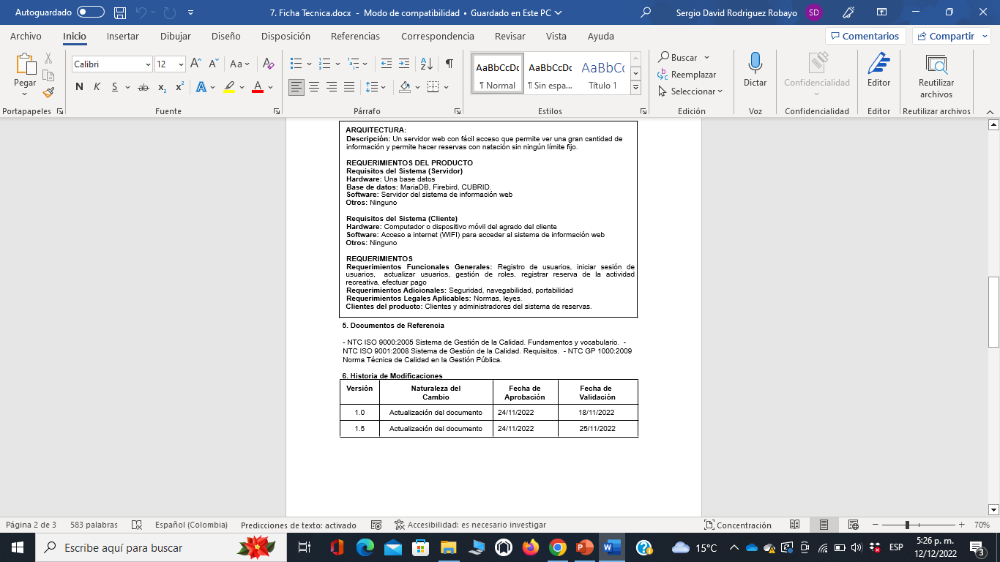 Autoguardado
7. Ficha Tecnica.docx - Modo de compatibilidad • Guardado en Este PC
Sergio David Rodriguez Robayo
SD
Archivo
Inicio
Insertar
Dibujar
Diseño
Disposición
Referencias
Correspondencia
Revisar
Vista
Ayuda
Comentarios
Compartir
Pegar
Calibri
12
Aa
N K S ab x₂ x²
AaBbCcDc
AaBbCcDc
AaBbCc
¶ Normal
¶ Sin espa...
Título 1
Buscar
Reemplazar
Seleccionar
Dictar
Confidencialidad
Editor
Reutilizar
archivos
Portapapeles
Fuente
Párrafo
Estilos
Edición
Voz
Confidencialidad
Editor
Reutilizar archivos
ARQUITECTURA:
Descripción: Un servidor web con fácil acceso que permite ver una gran cantidad de
información y permite hacer reservas con natación sin ningún límite fijo.
REQUERIMIENTOS DEL PRODUCTO
Requisitos del Sistema (Servidor)
Hardware: Una base datos
Base de datos: MariaDB, Firebird, CUBRID.
Software: Servidor del sistema de información web
Otros: Ninguno
Requisitos del Sistema (Cliente)
Hardware: Computador o dispositivo móvil del agrado del cliente
Software: Acceso a internet (WIFI) para acceder al sistema de información web
Otros: Ninguno
REQUERIMIENTOS
Requerimientos Funcionales Generales: Registro de usuarios, iniciar sesión de
usuarios, actualizar usuarios, gestión de roles, registrar reserva de la actividad
recreativa, efectuar pago
Requerimientos Adicionales: Seguridad, navegabilidad, portabilidad
Requerimientos Legales Aplicables: Normas, leyes.
Clientes del producto: Clientes y administradores del sistema de reservas.
5. Documentos de Referencia
- NTC ISO 9000:2005 Sistema de Gestión de la Calidad. Fundamentos y vocabulario. -
NTC ISO 9001:2008 Sistema de Gestión de la Calidad. Requisitos. - NTC GP 1000:2009
Norma Técnica de Calidad en la Gestión Pública.
6. Historia de Modificaciones
Versión
Naturaleza del
Cambio
Fecha de
Aprobación
Fecha de
Validación
1.0 Actualización del documento 24/11/2022 18/11/2022
1.5 Actualización del documento 24/11/2022 25/11/2022
Página 2 de 3
583 palabras
Español (Colombia)
Predicciones de texto: activado
Accesibilidad: es necesario investigar
Concentración
70%
Escribe aquí para buscar
15°C
ESP
5:26 p. m.
12/12/2022
3